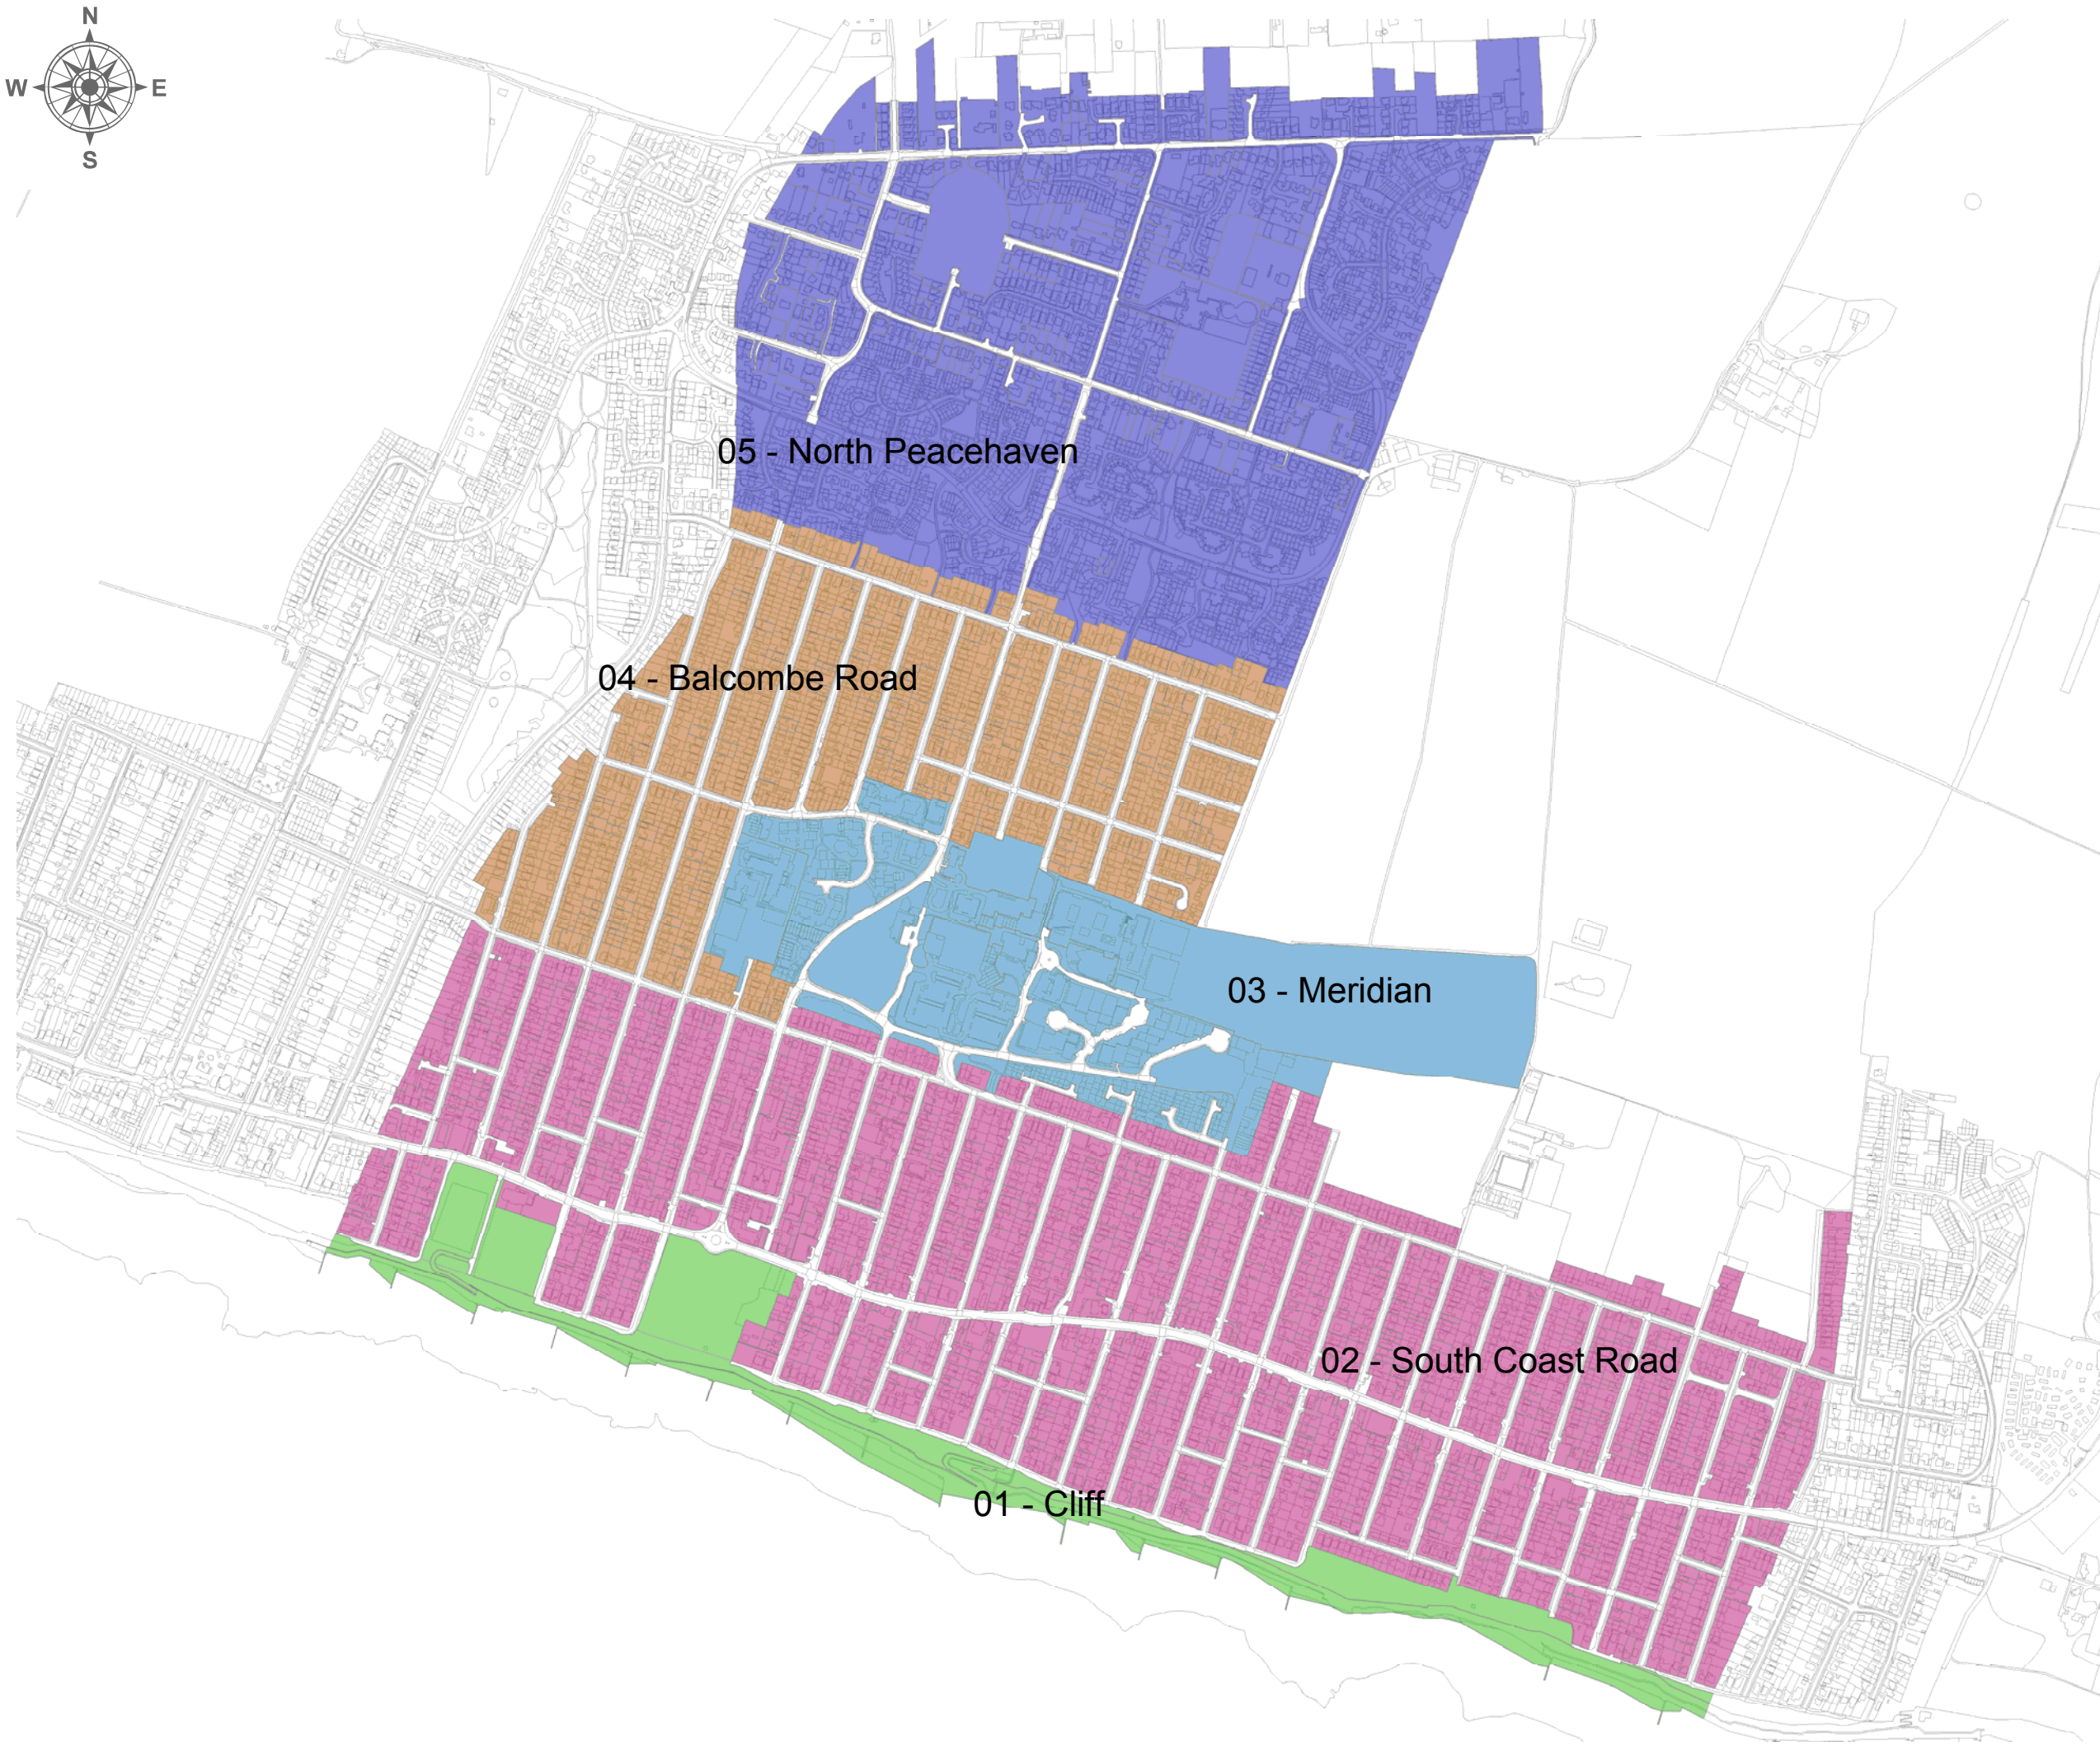 N
W E
S
05 - North Peacehaven
04 - Balcombe Road
03 - Meridian
02 - South Coast Road
01 - Cliff